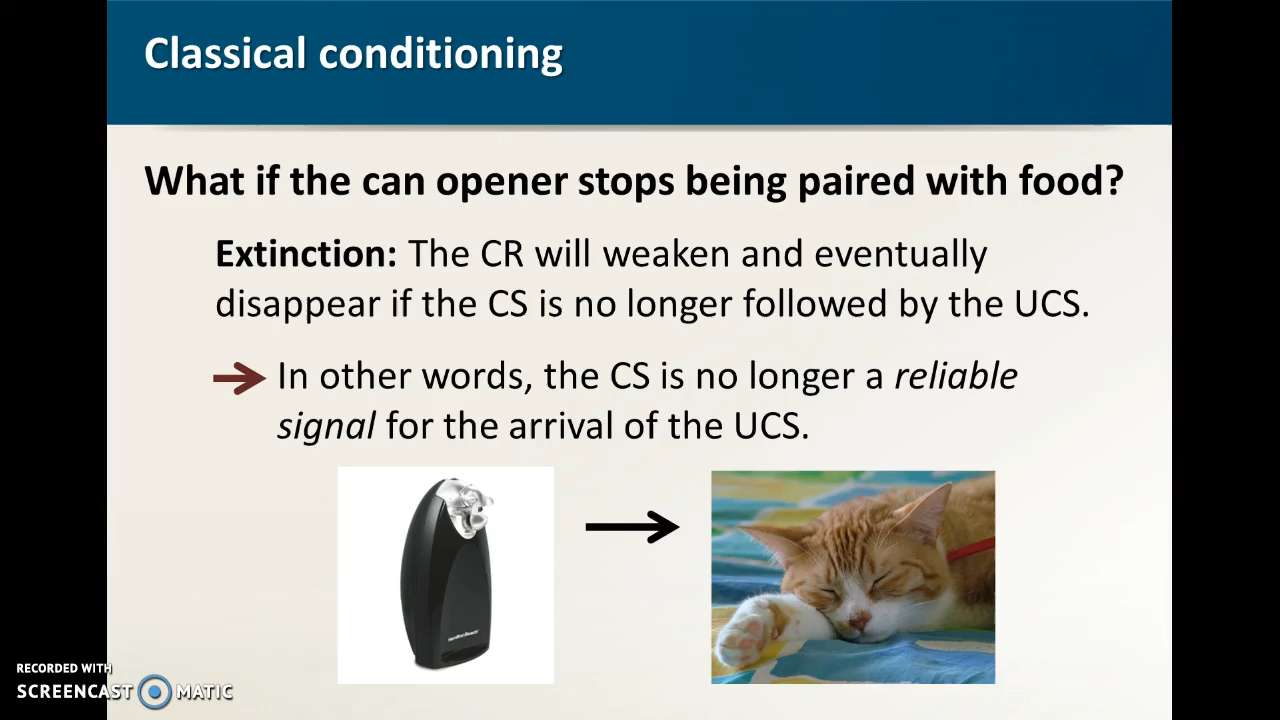 Classical conditioning
What if the can opener stops being paired with food?
Extinction: The CR will weaken and eventually
disappear if the CS is no longer followed by the UCS.
In other words, the CS is no longer a reliable
signal for the arrival of the UCS.
Hamilton Beach
RECORDED WITH
SCREENCAST MATIC